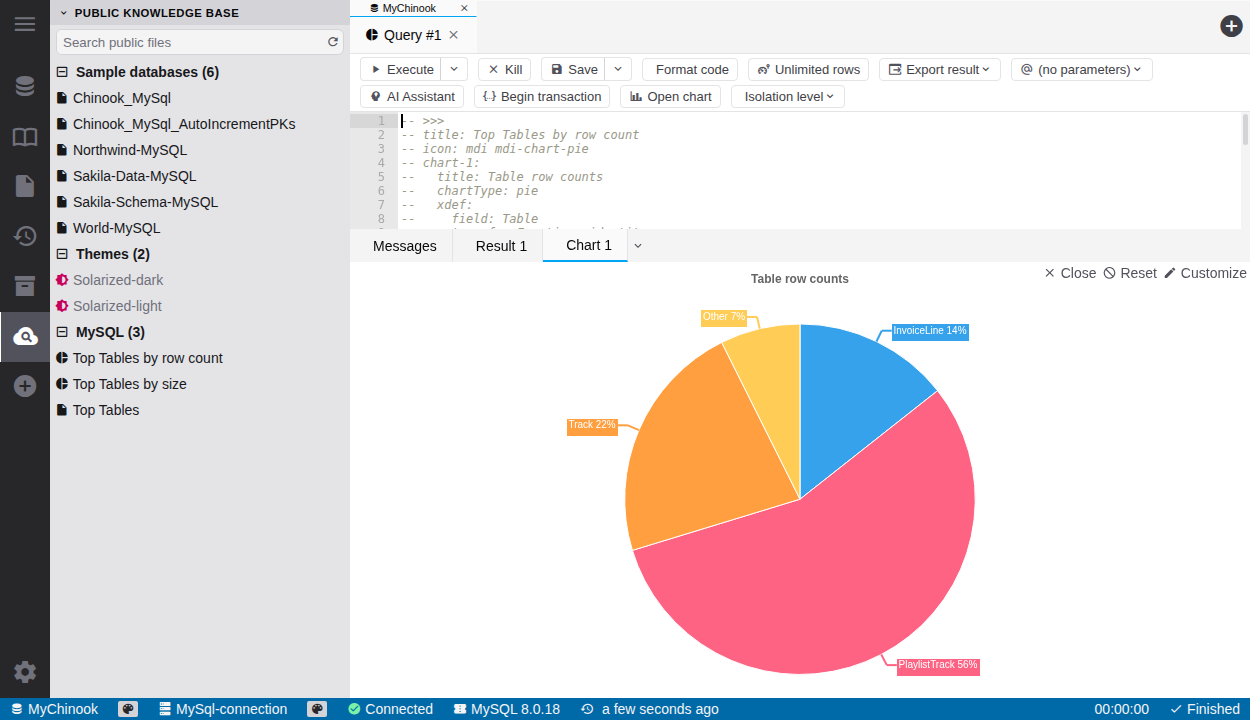 PUBLIC KNOWLEDGE BASE
Search public files
Sample databases (6)
Chinook_MySql
Chinook_MySql_AutoIncrementPKs
Northwind-MySQL
Sakila-Data-MySQL
Sakila-Schema-MySQL
World-MySQL
Themes (2)
Solarized-dark
Solarized-light
MySQL (3)
Top Tables by row count
Top Tables by size
Top Tables
MyChinook
Query #1
Execute Kill Save Format code Unlimited rows Export result @ (no parameters)
AI Assistant Begin transaction Open chart Isolation level
1 -- >>>
2 -- title: Top Tables by row count
3 -- icon: mdi mdi-chart-pie
4 -- chart-1:
5 --   title: Table row counts
6 --   chartType: pie
7 --   xdef:
8 --     field: Table
Messages Result 1 Chart 1
Close Reset Customize
Table row counts
Other 7%
InvoiceLine 14%
Track 22%
PlaylistTrack 56%
MyChinook MySql-connection Connected MySQL 8.0.18 a few seconds ago 00:00:00 Finished